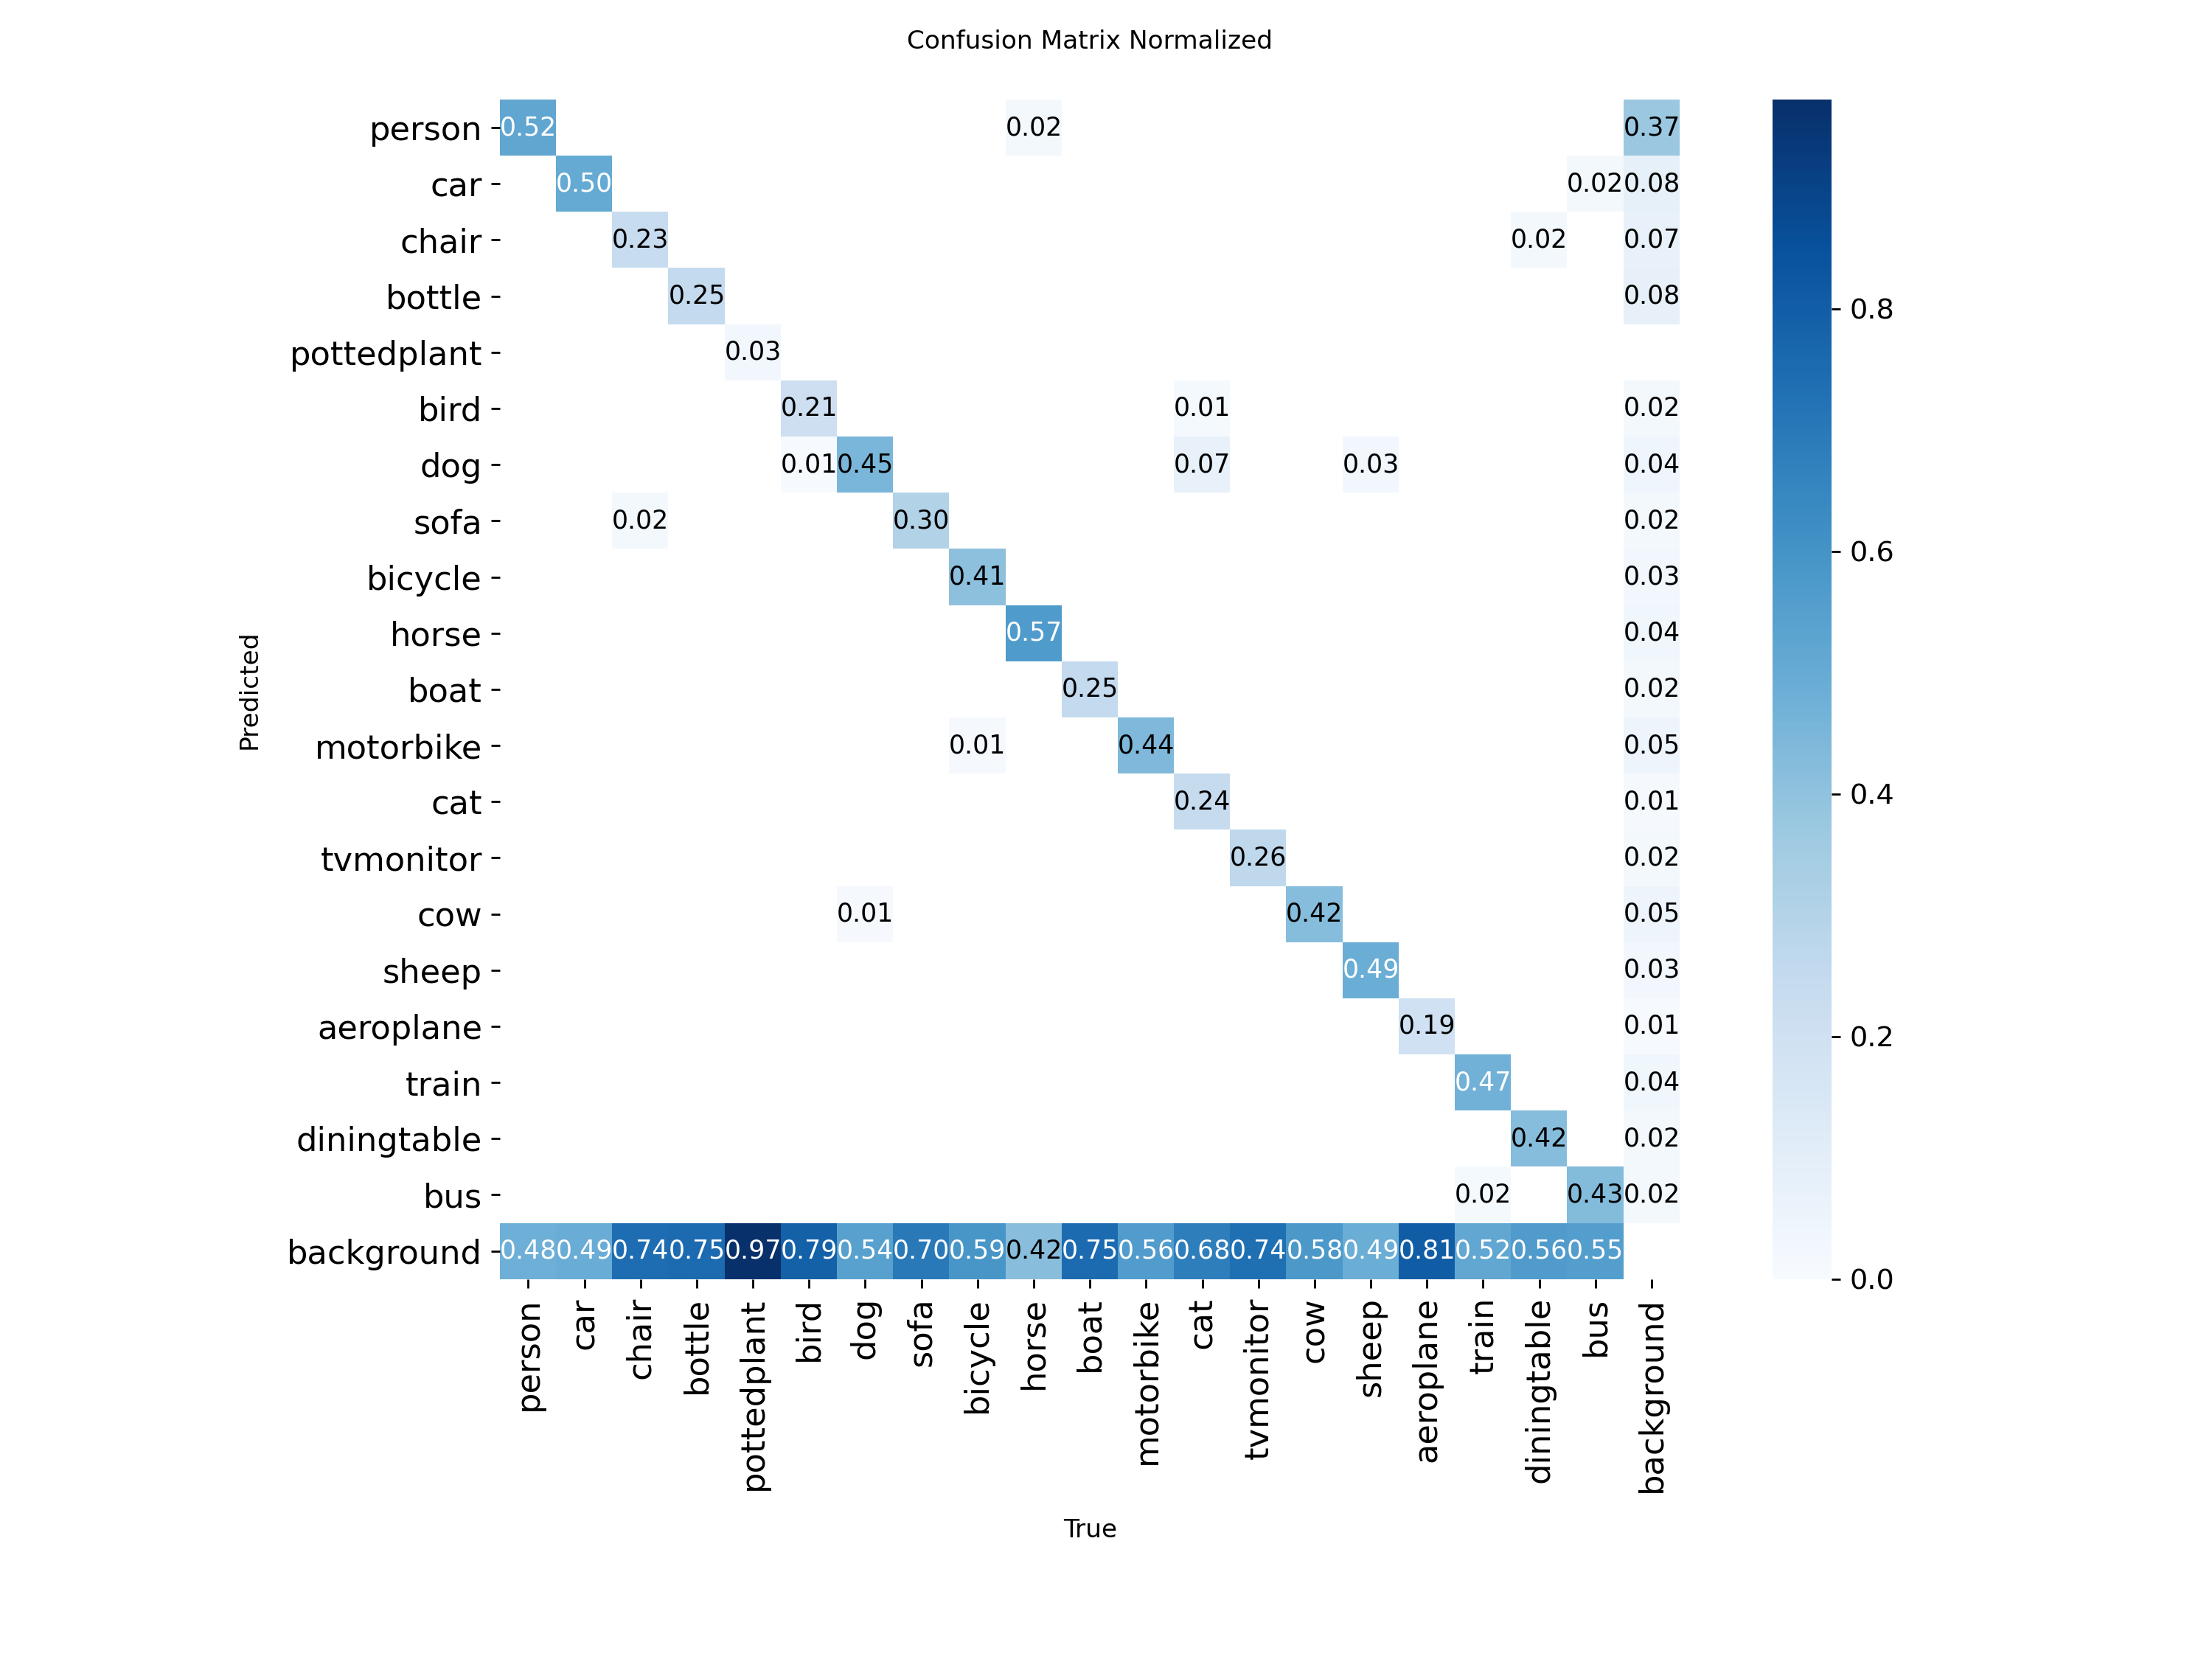 Confusion Matrix Normalized
person 0.52 0.02 0.37
car 0.50 0.02 0.08
chair 0.23 0.02 0.07
bottle 0.25 0.08
pottedplant 0.03
bird 0.21 0.01 0.02
dog 0.01 0.45 0.07 0.03 0.04
sofa 0.02 0.30 0.02
bicycle 0.41 0.03
horse 0.57 0.04
boat 0.25 0.02
motorbike 0.01 0.44 0.05
cat 0.24 0.01
tvmonitor 0.26 0.02
cow 0.01 0.42 0.05
sheep 0.49 0.03
aeroplane 0.19 0.01
train 0.47 0.04
diningtable 0.42 0.02
bus 0.02 0.43 0.02
background 0.48 0.49 0.74 0.75 0.97 0.79 0.54 0.70 0.59 0.42 0.75 0.56 0.68 0.74 0.58 0.49 0.81 0.52 0.56 0.55
person car chair bottle pottedplant bird dog sofa bicycle horse boat motorbike cat tvmonitor cow sheep aeroplane train diningtable bus background
True
Predicted
0.8
0.6
0.4
0.2
0.0